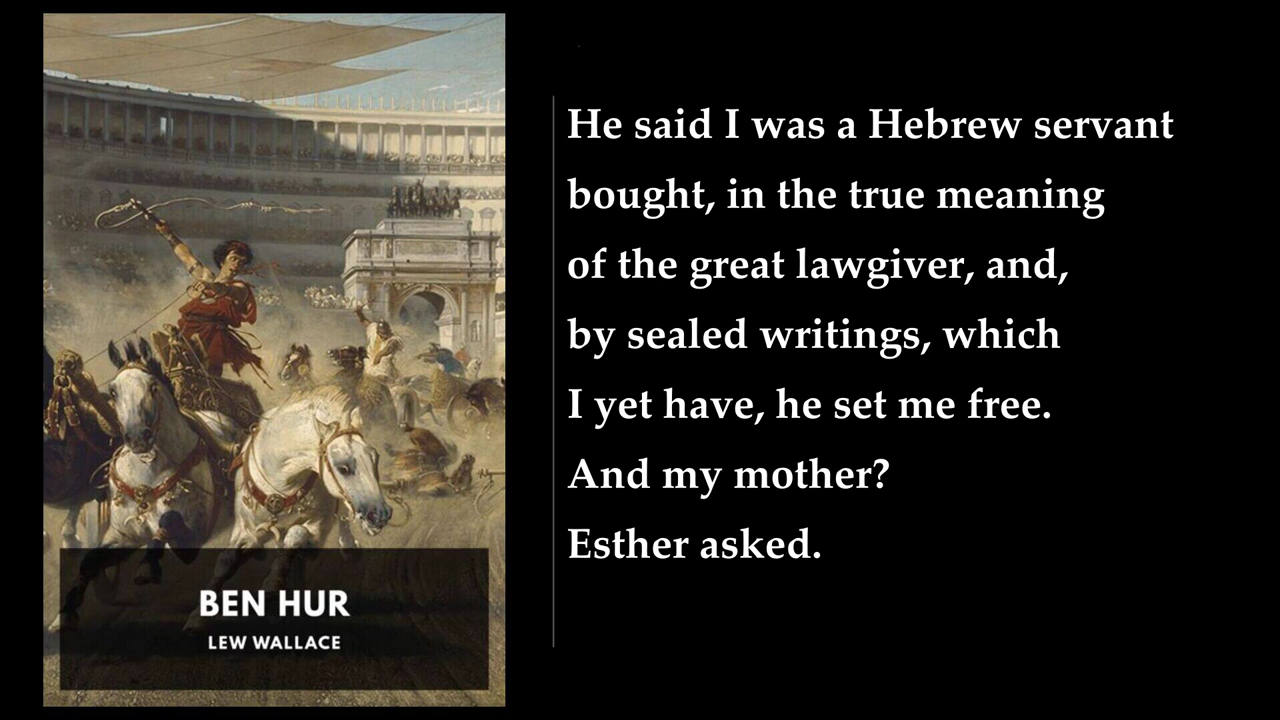 BEN HUR
LEW WALLACE
He said I was a Hebrew servant
bought, in the true meaning
of the great lawgiver, and,
by sealed writings, which
I yet have, he set me free.
And my mother?
Esther asked.